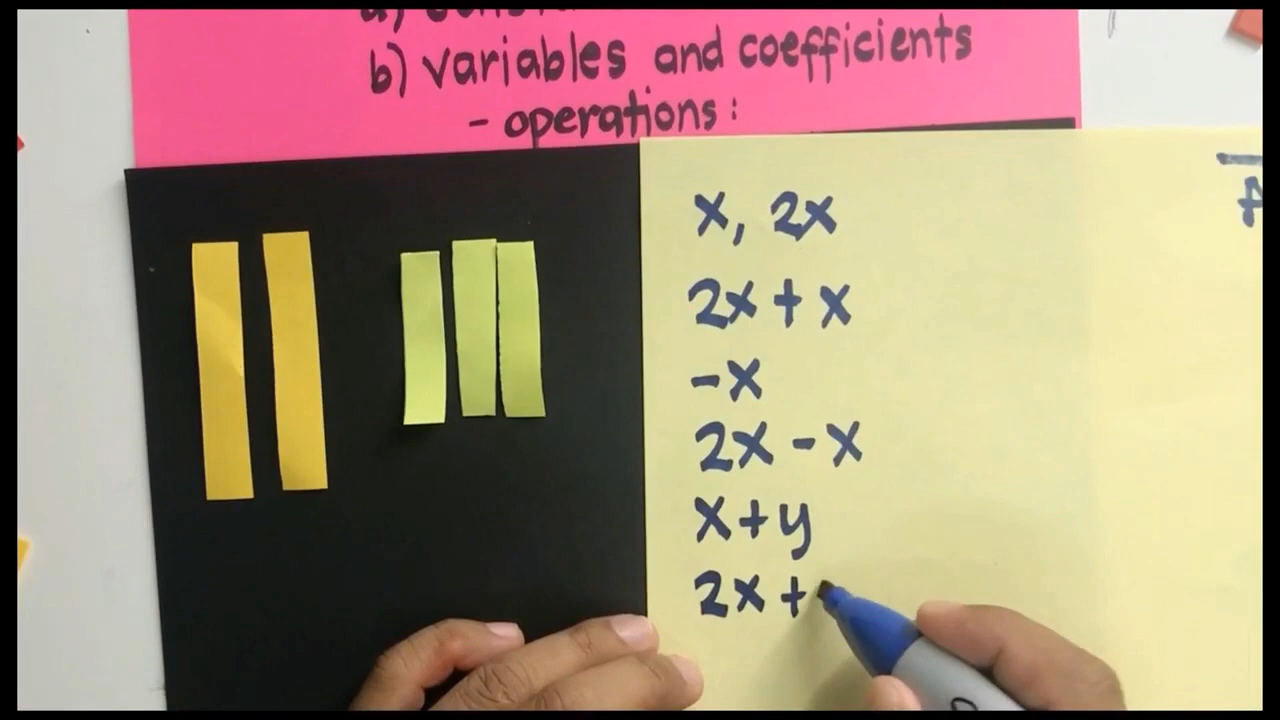 b) variables and coefficients
- operations:
x, 2x
2x + x
-x
2x - x
x + y
2x +